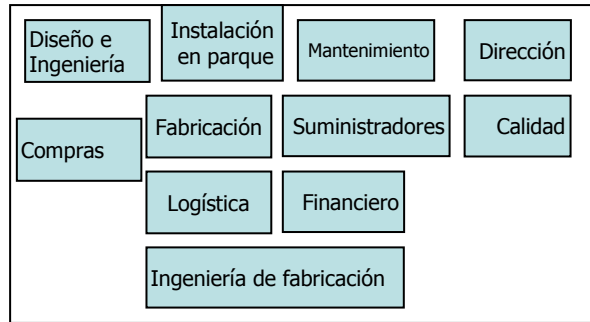 Diseño e
Ingeniería
Instalación
en parque
Mantenimiento
Dirección
Compras
Fabricación
Suministradores
Calidad
Logística
Financiero
Ingeniería de fabricación